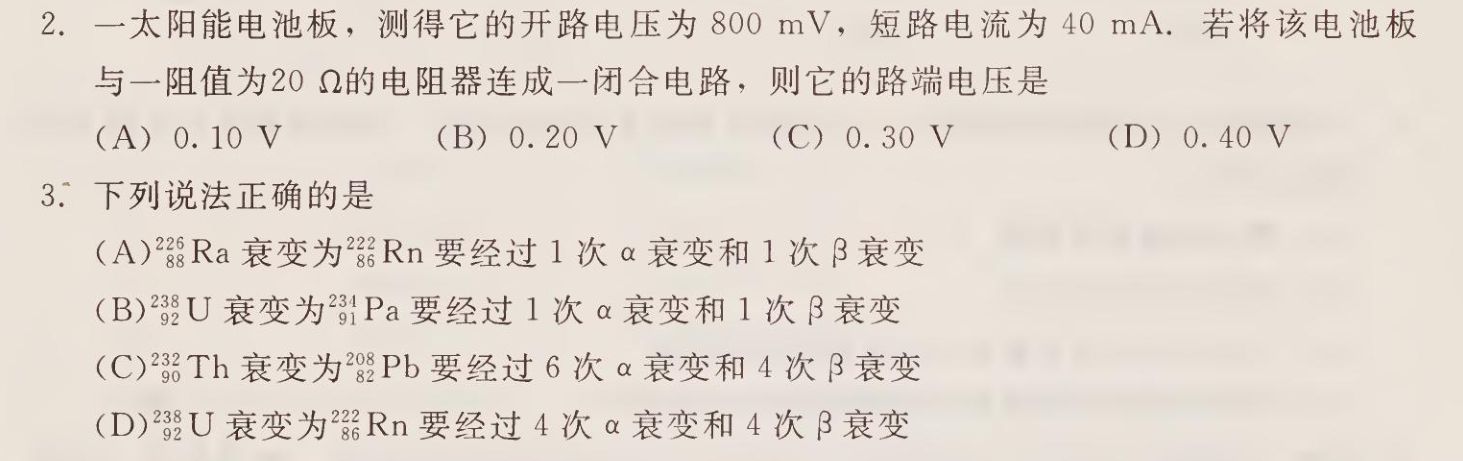 2. 一太阳能电池板，测得它的开路电压为 800 mV，短路电流为 40 mA. 若将该电池板
与一阻值为20 Ω的电阻器连成一闭合电路，则它的路端电压是
(A) 0.10 V (B) 0.20 V (C) 0.30 V (D) 0.40 V
3. 下列说法正确的是
(A)²²⁶₈₈Ra 衰变为²²²₈₆Rn 要经过 1 次 α 衰变和 1 次 β 衰变
(B)²³⁸₉₂U 衰变为²³⁴₉₁Pa 要经过 1 次 α 衰变和 1 次 β 衰变
(C)²³²₉₀Th 衰变为²⁰⁸₈₂Pb 要经过 6 次 α 衰变和 4 次 β 衰变
(D)²³⁸₉₂U 衰变为²²²₈₆Rn 要经过 4 次 α 衰变和 4 次 β 衰变